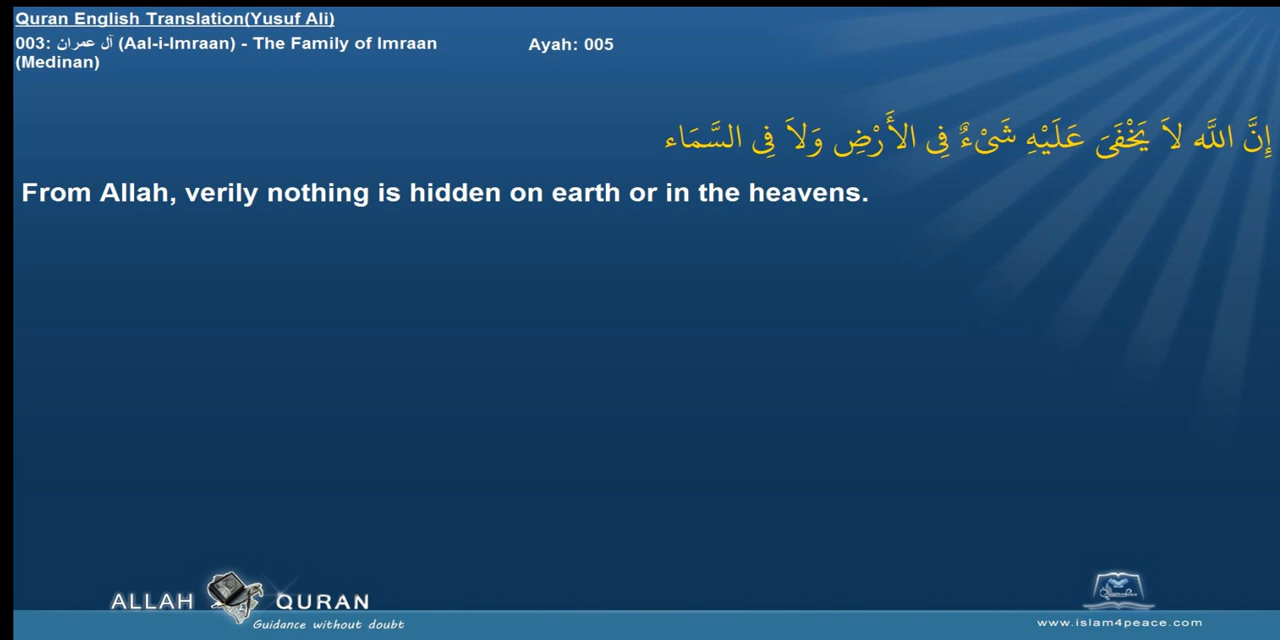 Quran English Translation(Yusuf Ali)
003: آل عمران (Aal-i-Imraan) - The Family of Imraan Ayah: 005
(Medinan)
إِنَّ اللَّه لاَ يَخْفَىَ عَلَيْهِ شَيْءٌ فِي الأَرْضِ وَلاَ فِي السَّمَاء
From Allah, verily nothing is hidden on earth or in the heavens.
ALLAH QURAN
Guidance without doubt
www.islam4peace.com